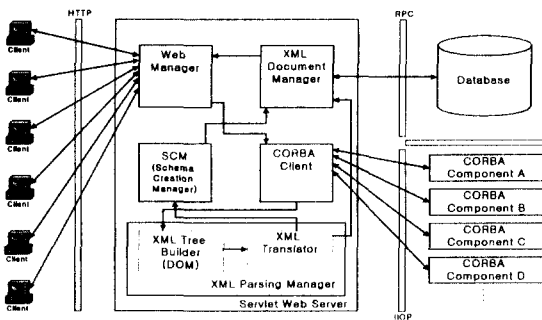 HTTP
RPC
Client
Client
Client
Client
Client
Client
Web
Manager
XML
Document
Manager
Database
SCM
(Schema
Creation
Manager)
CORBA
Client
CORBA
Component A
CORBA
Component B
CORBA
Component C
CORBA
Component D
XML Tree
Builder
(DOM)
XML
Translator
XML Parsing Manager
Servlet Web Server
IIOP